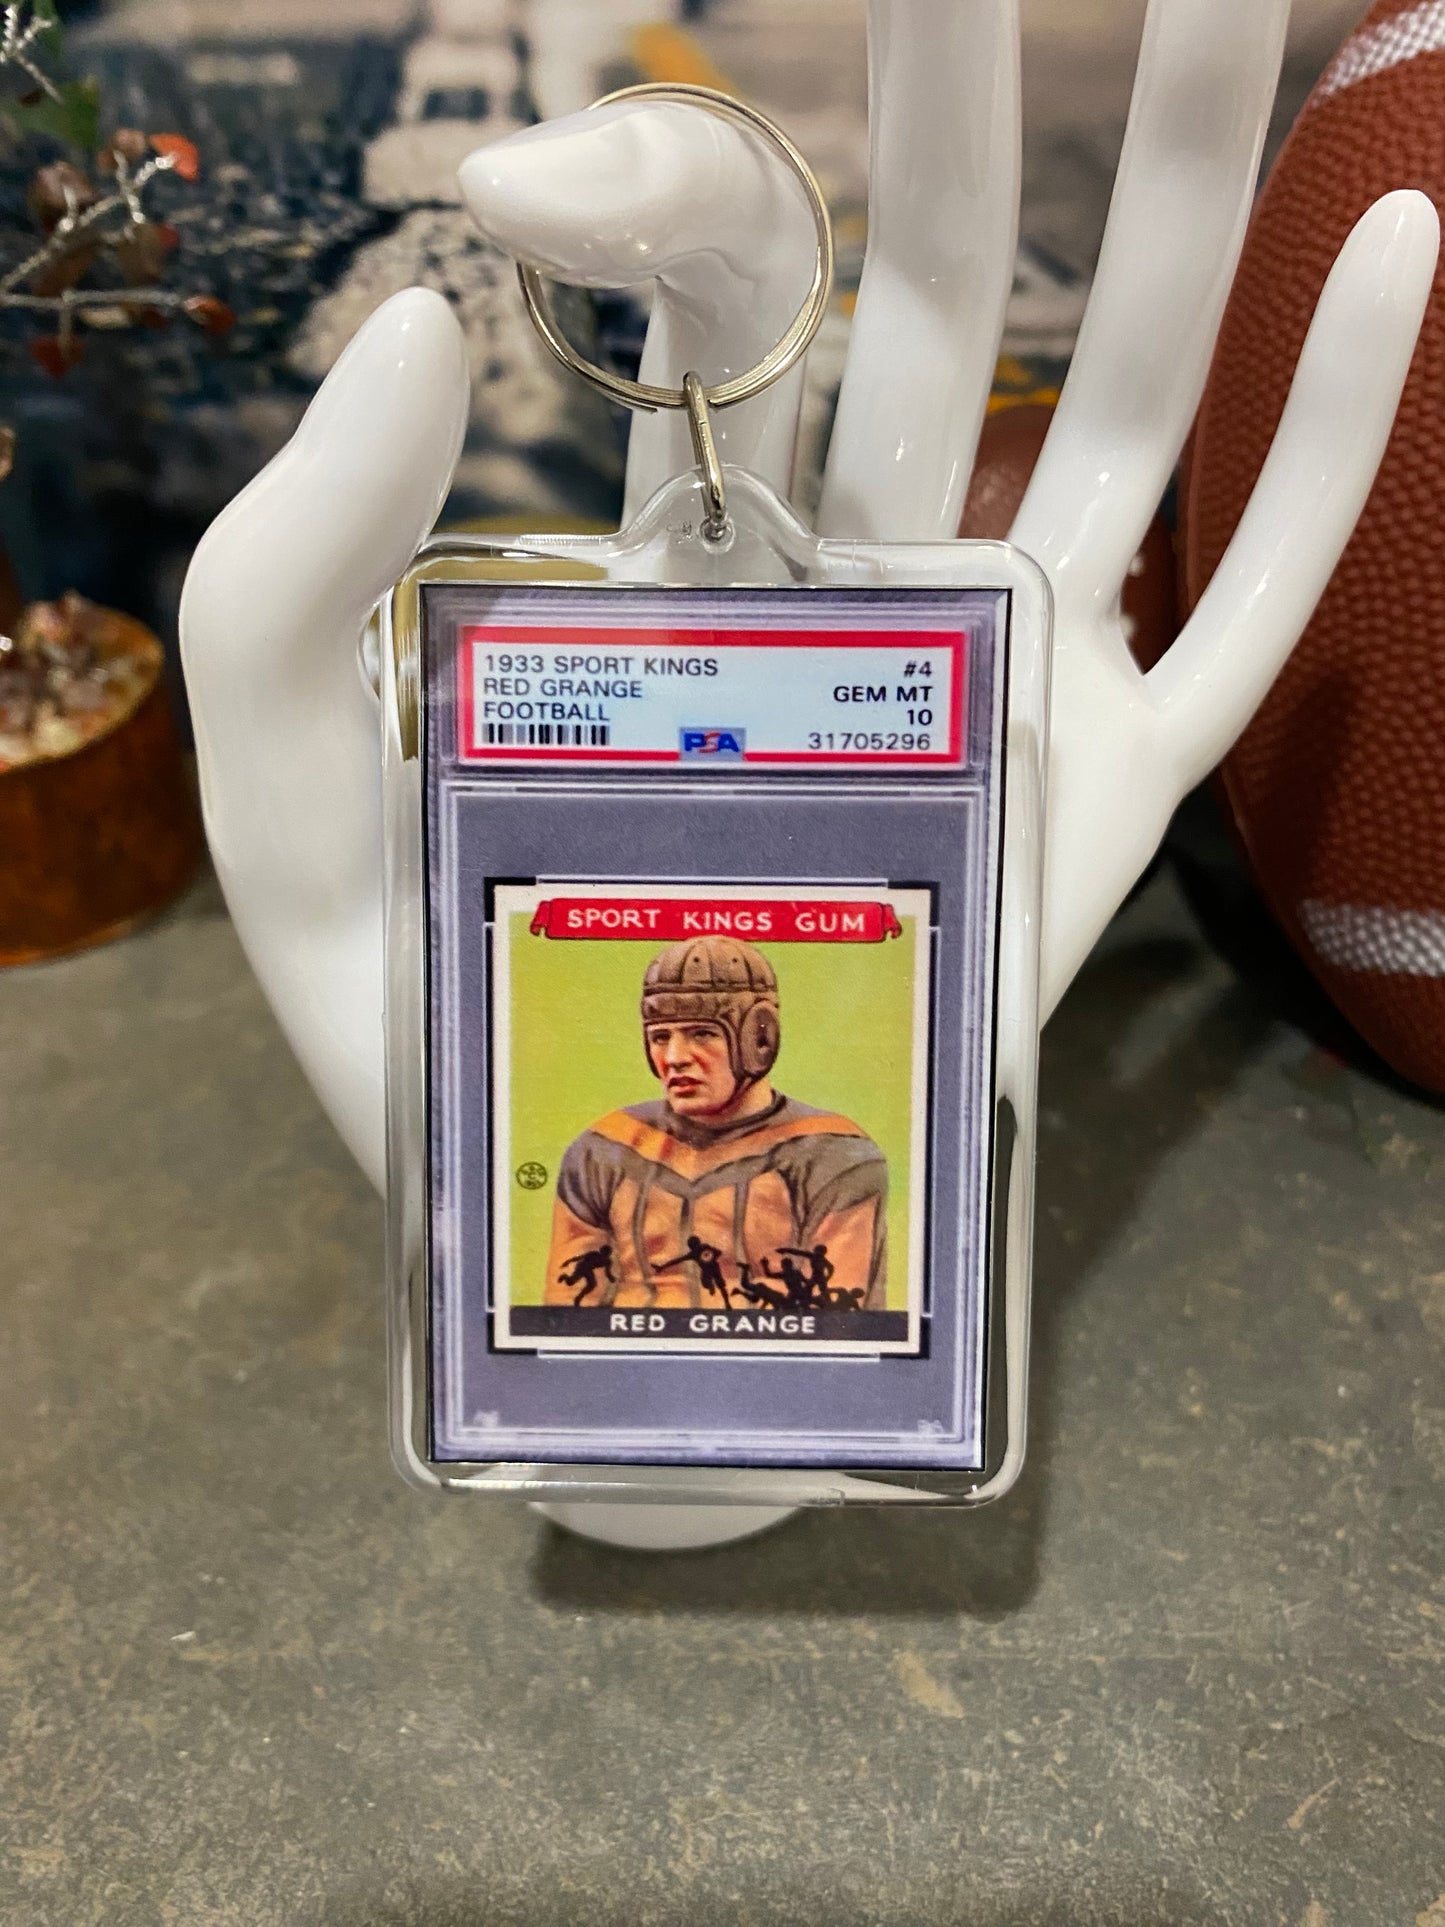 1933 SPORT KINGS #4
RED GRANGE GEM MT
FOOTBALL 10
PSA 31705296
SPORT KINGS GUM
RED GRANGE